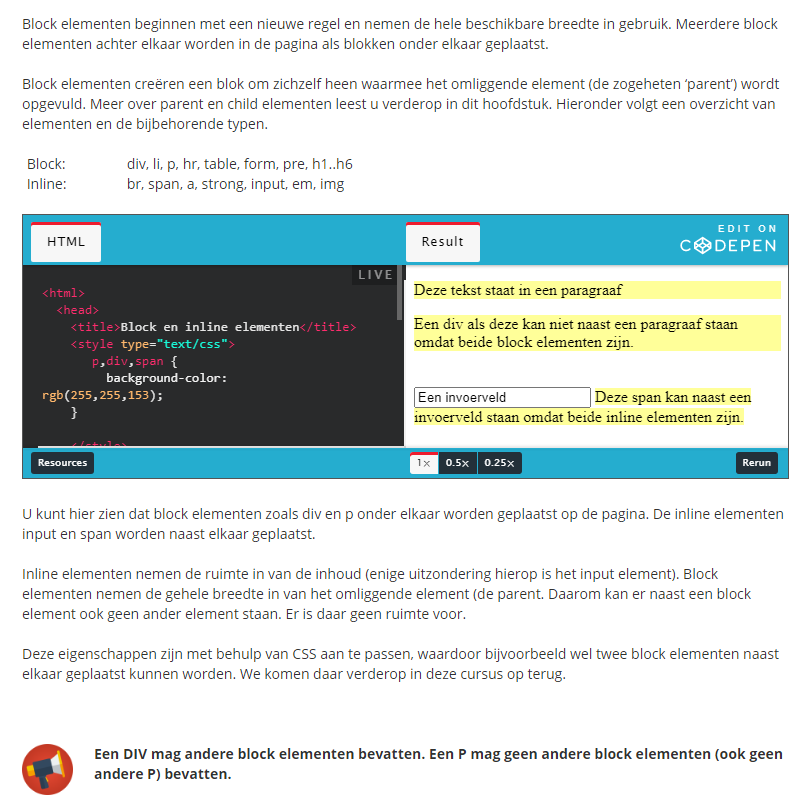 Block elementen beginnen met een nieuwe regel en nemen de hele beschikbare breedte in gebruik. Meerdere block
elementen achter elkaar worden in de pagina als blokken onder elkaar geplaatst.
Block elementen creëren een blok om zichzelf heen waarmee het omliggende element (de zogeheten ‘parent’) wordt
opgevuld. Meer over parent en child elementen leest u verderop in dit hoofdstuk. Hieronder volgt een overzicht van
elementen en de bijbehorende typen.
Block: div, li, p, hr, table, form, pre, h1..h6
Inline: br, span, a, strong, input, em, img
HTML
Result
EDIT ON
CODEPEN
LIVE
<html>
<head>
<title>Block en inline elementen</title>
<style type="text/css">
p,div,span {
background-color:
rgb(255,255,153);
}
</style>
Deze tekst staat in een paragraaf
Een div als deze kan niet naast een paragraaf staan
omdat beide block elementen zijn.
Een invoerveld Deze span kan naast een
invoerveld staan omdat beide inline elementen zijn.
Resources
1x 0.5x 0.25x
Rerun
U kunt hier zien dat block elementen zoals div en p onder elkaar worden geplaatst op de pagina. De inline elementen
input en span worden naast elkaar geplaatst.
Inline elementen nemen de ruimte in van de inhoud (enige uitzondering hierop is het input element). Block
elementen nemen de gehele breedte in van het omliggende element (de parent. Daarom kan er naast een block
element ook geen ander element staan. Er is daar geen ruimte voor.
Deze eigenschappen zijn met behulp van CSS aan te passen, waardoor bijvoorbeeld wel twee block elementen naast
elkaar geplaatst kunnen worden. We komen daar verderop in deze cursus op terug.
Een DIV mag andere block elementen bevatten. Een P mag geen andere block elementen (ook geen
andere P) bevatten.